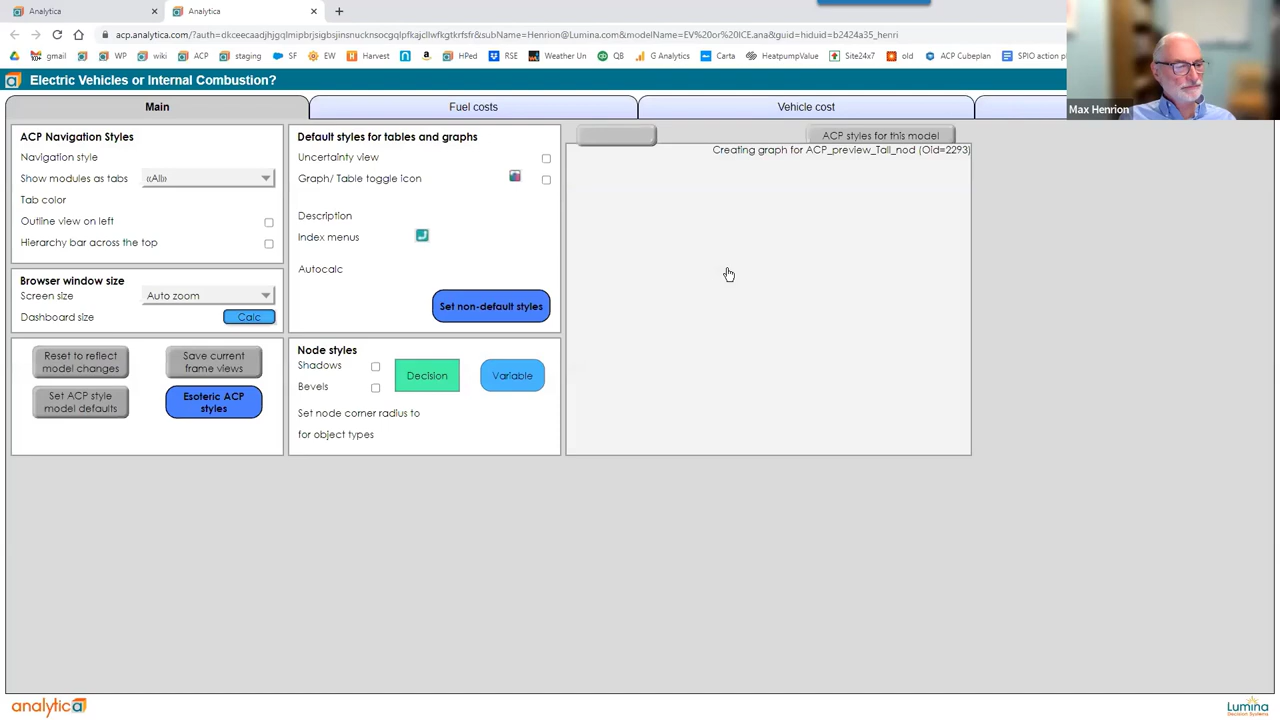 Analytica
Analytica
acp.analytica.com/?auth=dkceecaadjhjgqlmipbrjsigbsjinsnucknsocgqlpfkajcllwfkgtkrfsfr&subName=Henrion@Lumina.com&modelName=EV%20or%20ICE.ana&guid=hiduid=b2424a35_henri
gmail
WP
wiki
ACP
staging
SF
EW
Harvest
HPed
RSE
Weather Un
QB
G Analytics
Carta
HeatpumpValue
Site24x7
old
ACP Cubeplan
SPIO action p
Electric Vehicles or Internal Combustion?
Max Henrion
Main
Fuel costs
Vehicle cost
ACP Navigation Styles
Navigation style
Show modules as tabs
«All»
Tab color
Outline view on left
Hierarchy bar across the top
Browser window size
Screen size
Auto zoom
Dashboard size
Calc
Reset to reflect
model changes
Save current
frame views
Set ACP style
model defaults
Esoteric ACP
styles
Default styles for tables and graphs
Uncertainty view
Graph/ Table toggle icon
Description
Index menus
Autocalc
Set non-default styles
Node styles
Shadows
Bevels
Decision
Variable
Set node corner radius to
for object types
ACP styles for this model
Creating graph for ACP_preview_Tall_nod (Oid=2293)
analytica
Lumina
Decision Systems